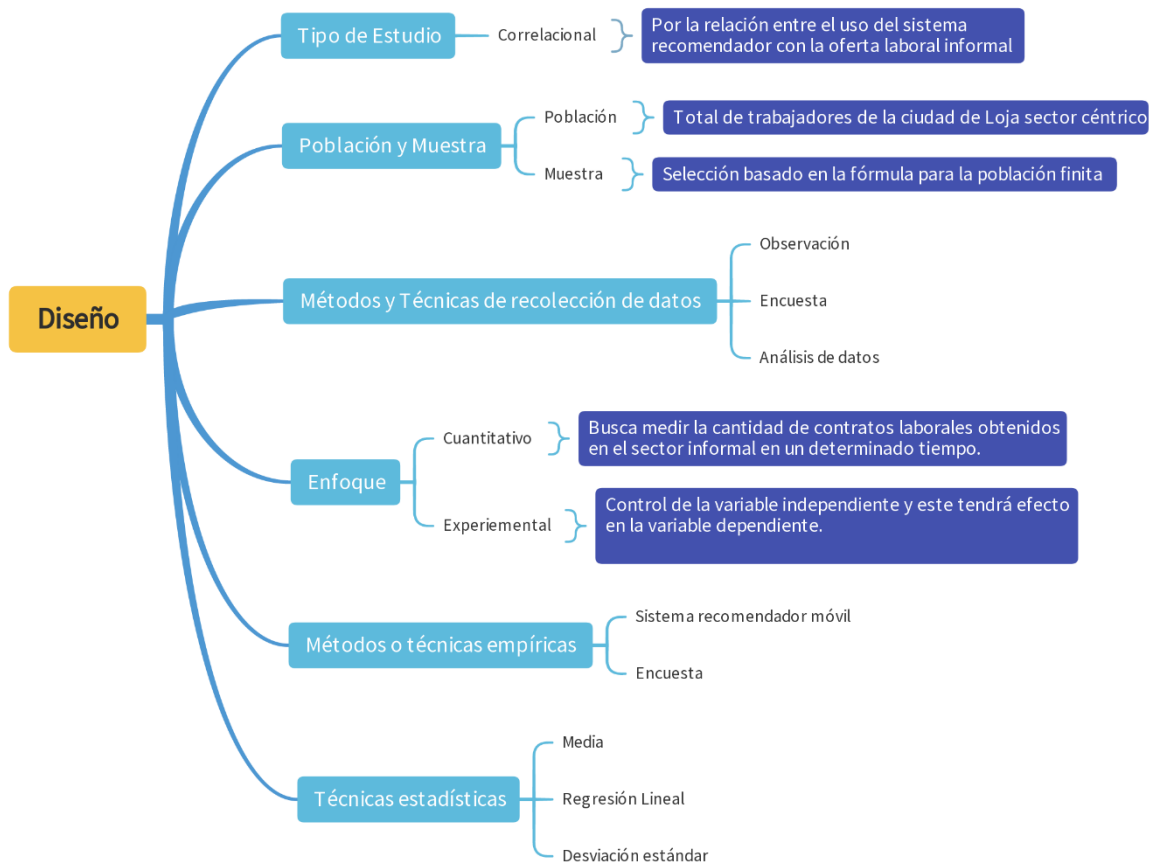 Diseño
Tipo de Estudio
Correlacional
Por la relación entre el uso del sistema
recomendador con la oferta laboral informal
Población y Muestra
Población
Total de trabajadores de la ciudad de Loja sector céntrico
Muestra
Selección basado en la fórmula para la población finita
Métodos y Técnicas de recolección de datos
Observación
Encuesta
Análisis de datos
Enfoque
Cuantitativo
Busca medir la cantidad de contratos laborales obtenidos
en el sector informal en un determinado tiempo.
Experiemental
Control de la variable independiente y este tendrá efecto
en la variable dependiente.
Métodos o técnicas empíricas
Sistema recomendador móvil
Encuesta
Técnicas estadísticas
Media
Regresión Lineal
Desviación estándar